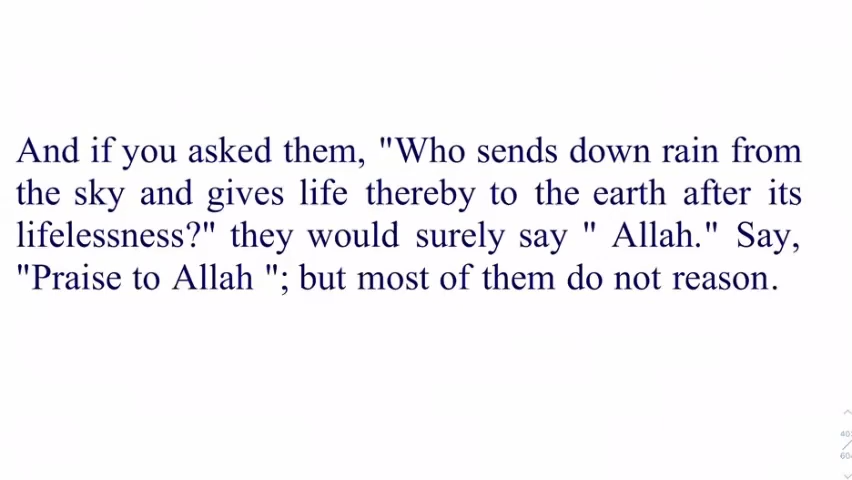 And if you asked them, "Who sends down rain from
the sky and gives life thereby to the earth after its
lifelessness?" they would surely say " Allah." Say,
"Praise to Allah "; but most of them do not reason.